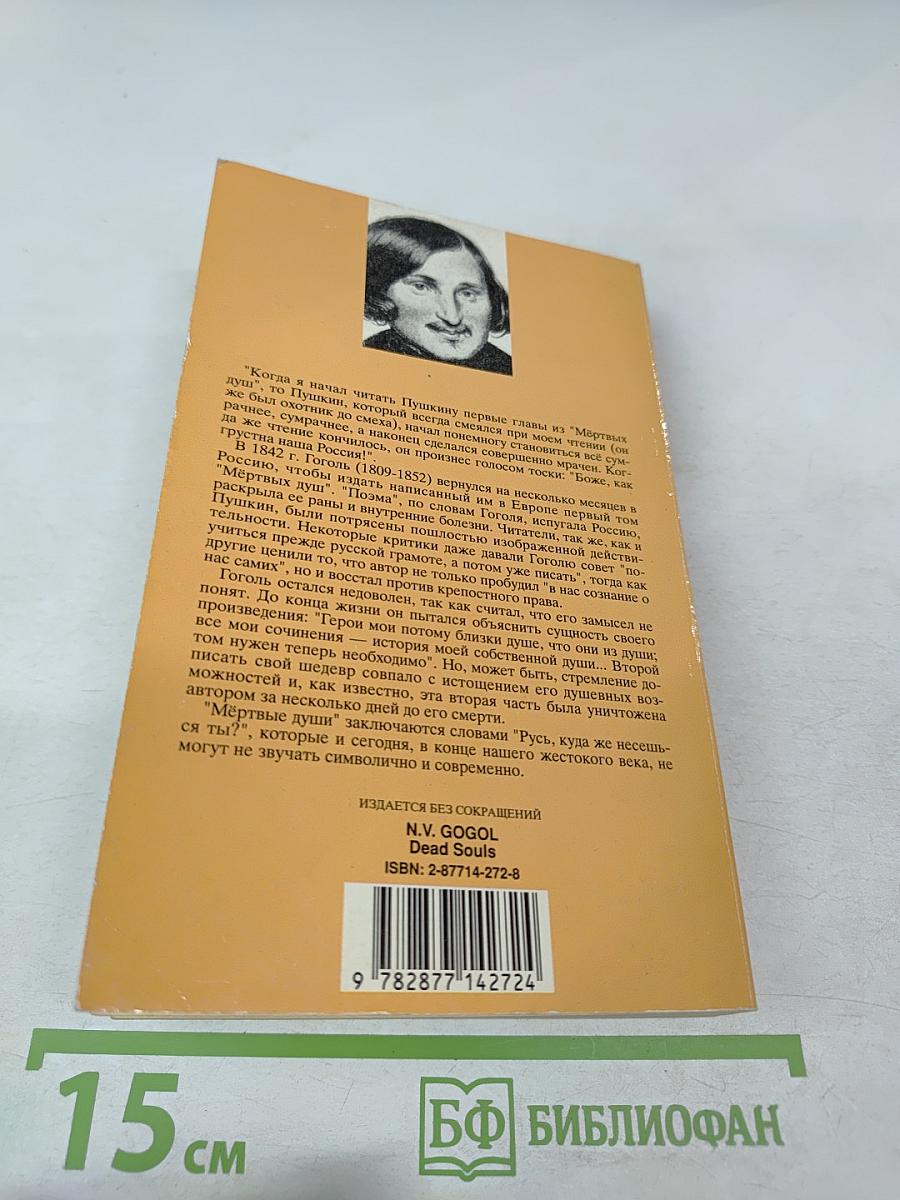 "Когда я начал читать Пушкину первые главы из "Мёртвых
душ", то Пушкин, который всегда смеялся при моем чтении (он
же был охотник до смеха), начал понемногу становиться всё сум-
рачнее, сумрачнее, а наконец сделался совершенно мрачен. Ког-
да же чтение кончилось, он произнес голосом тоски: "Боже, как
грустна наша Россия!".
В 1842 г. Гоголь (1809-1852) вернулся на несколько месяцев в
Россию, чтобы издать написанный им в Европе первый том
"Мёртвых душ". "Поэма", по словам Гоголя, испугала Россию,
раскрыла ее раны и внутренние болезни. Читатели, так же, как и
Пушкин, были потрясены пошлостью изображенной действи-
тельности. Некоторые критики даже давали Гоголю совет "по-
учиться прежде русской грамоте, а потом уже писать", тогда как
другие ценили то, что автор не только пробудил "в нас сознание о
нас самих", но и восстал против крепостного права.
Гоголь остался недоволен, так как считал, что его замысел не
понят. До конца жизни он пытался объяснить сущность своего
произведения: "Герои мои потому близки душе, что они из души;
все мои сочинения — история моей собственной души... Второй
том нужен теперь необходимо". Но, может быть, стремление до-
писать свой шедевр совпало с истощением его душевных воз-
можностей и, как известно, эта вторая часть была уничтожена
автором за несколько дней до его смерти.
"Мёртвые души" заключаются словами "Русь, куда же несешь-
ся ты?", которые и сегодня, в конце нашего жестокого века, не
могут не звучать символично и современно.
ИЗДАЕТСЯ БЕЗ СОКРАЩЕНИЙ
N.V. GOGOL
Dead Souls
ISBN: 2-87714-272-8
9 782877 142724
15 см
БФ БИБЛИОФАН